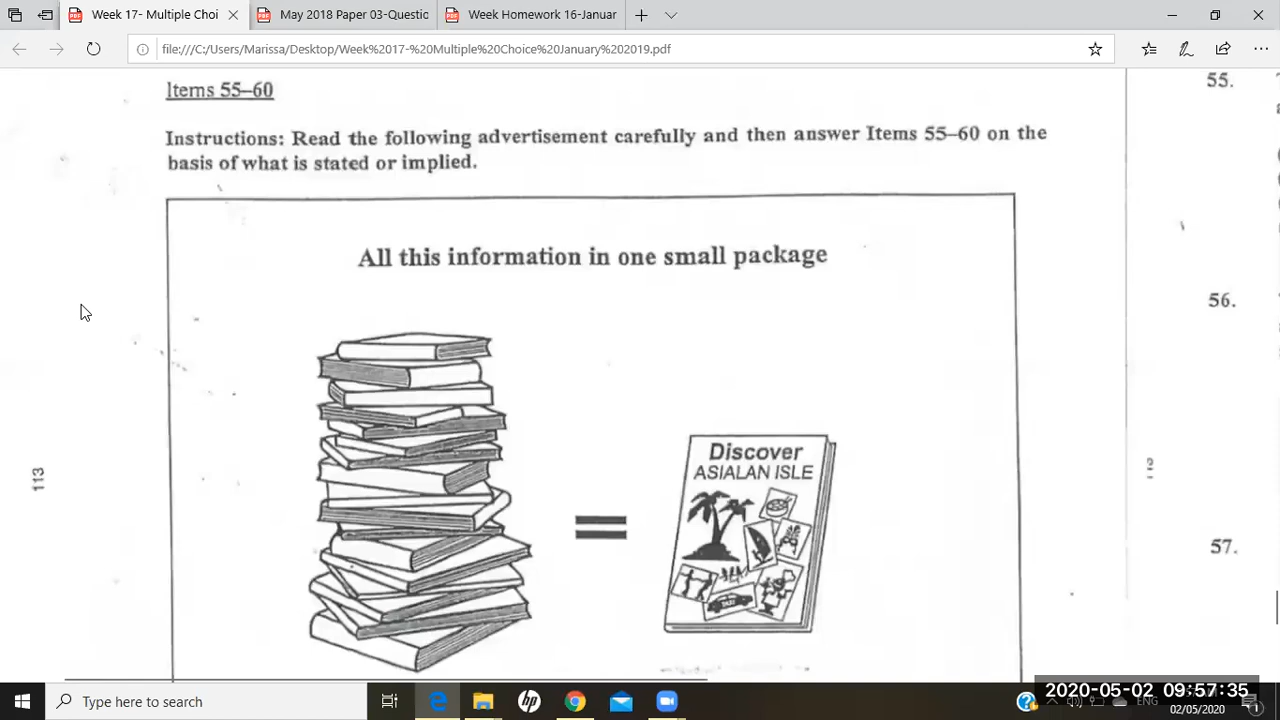 Week 17- Multiple Choi
May 2018 Paper 03-Questio
Week Homework 16-Januar
file:///C:/Users/Marissa/Desktop/Week%2017-%20Multiple%20Choice%20January%202019.pdf
Items 55–60
Instructions: Read the following advertisement carefully and then answer Items 55–60 on the
basis of what is stated or implied.
All this information in one small package
Discover
ASIALAN ISLE
TAXI
113
55.
56.
57.
Type here to search
hp
ENG
2020-05-02 09:57:35
02/05/2020